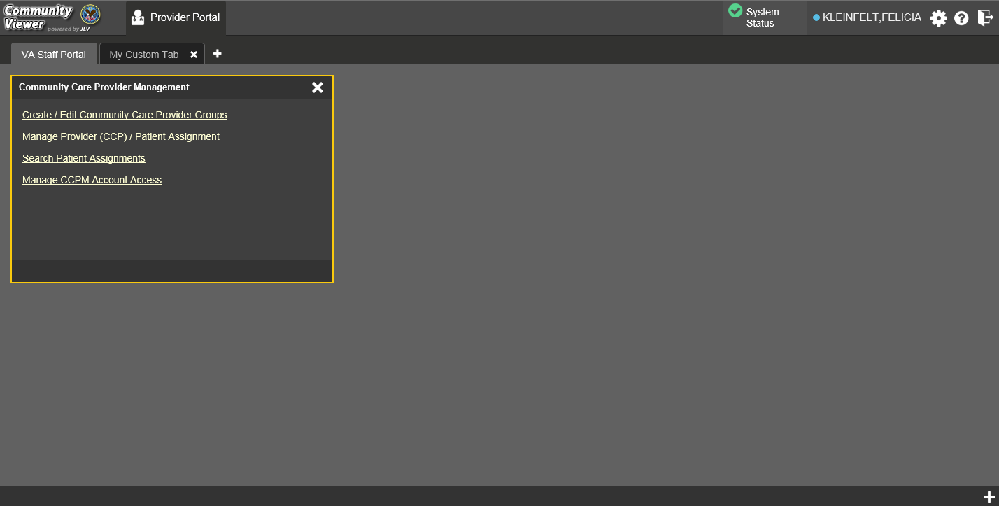 Community
Viewer
powered by JLV
Provider Portal
System
Status
KLEINFELT,FELICIA
VA Staff Portal
My Custom Tab
Community Care Provider Management
Create / Edit Community Care Provider Groups
Manage Provider (CCP) / Patient Assignment
Search Patient Assignments
Manage CCPM Account Access